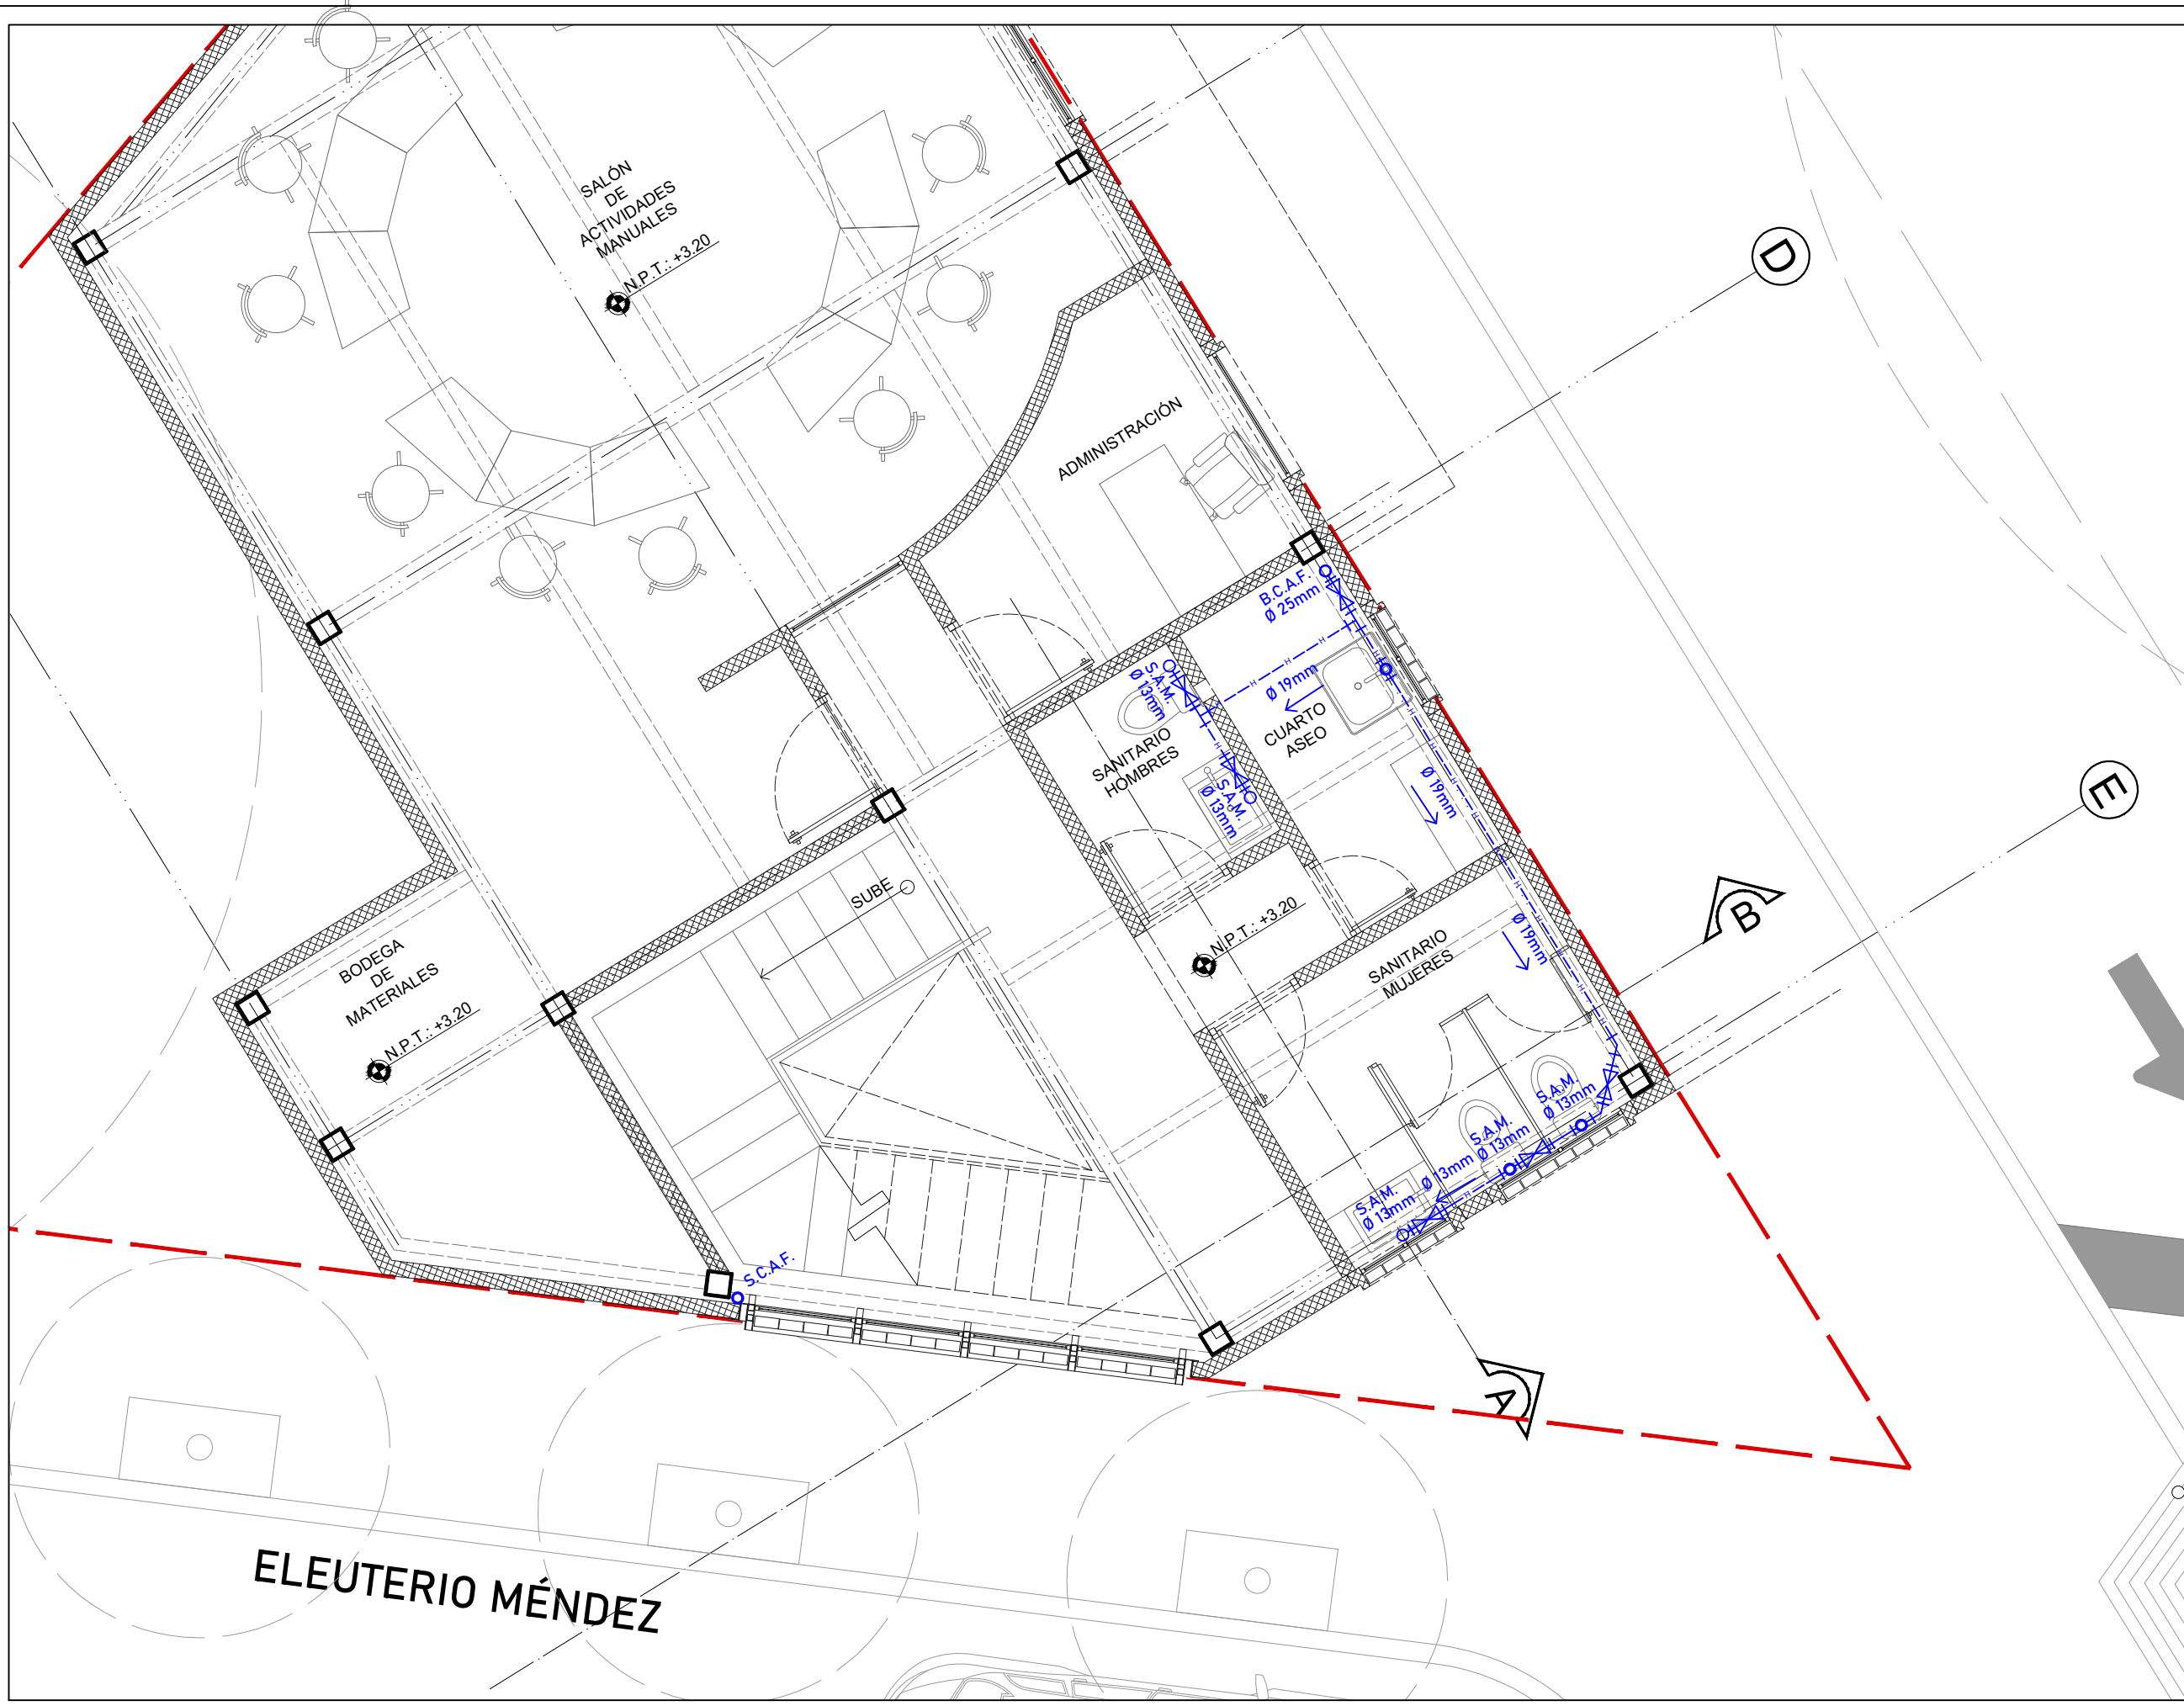 SALÓN
DE
ACTIVIDADES
MANUALES
N.P.T.: +3.20
D
ADMINISTRACIÓN
B.C.A.F.
Ø 25mm
S.A.M.
Ø 13mm
Ø 19mm
CUARTO
ASEO
SANITARIO
HOMBRES
S.A.M.
Ø 13mm
Ø 19mm
E
SUBE
B
N.P.T.: +3.20
SANITARIO
MUJERES
Ø 19mm
BODEGA
DE
MATERIALES
N.P.T.: +3.20
S.A.M.
Ø 13mm
S.A.M.
Ø 13mm
Ø 13mm
S.A.M.
Ø 13mm
S.C.A.F.
A
ELEUTERIO MÉNDEZ